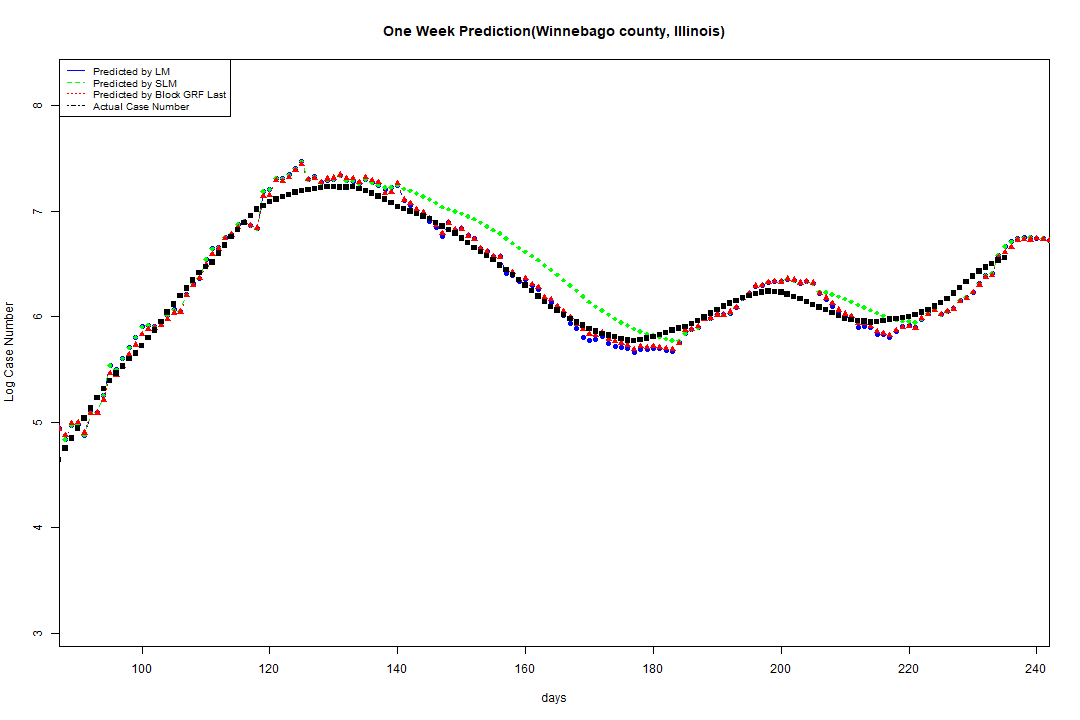 One Week Prediction(Winnebago county, Illinois)
Predicted by LM
Predicted by SLM
Predicted by Block GRF Last
Actual Case Number
8
7
6
5
4
3
Log Case Number
100 120 140 160 180 200 220 240
days